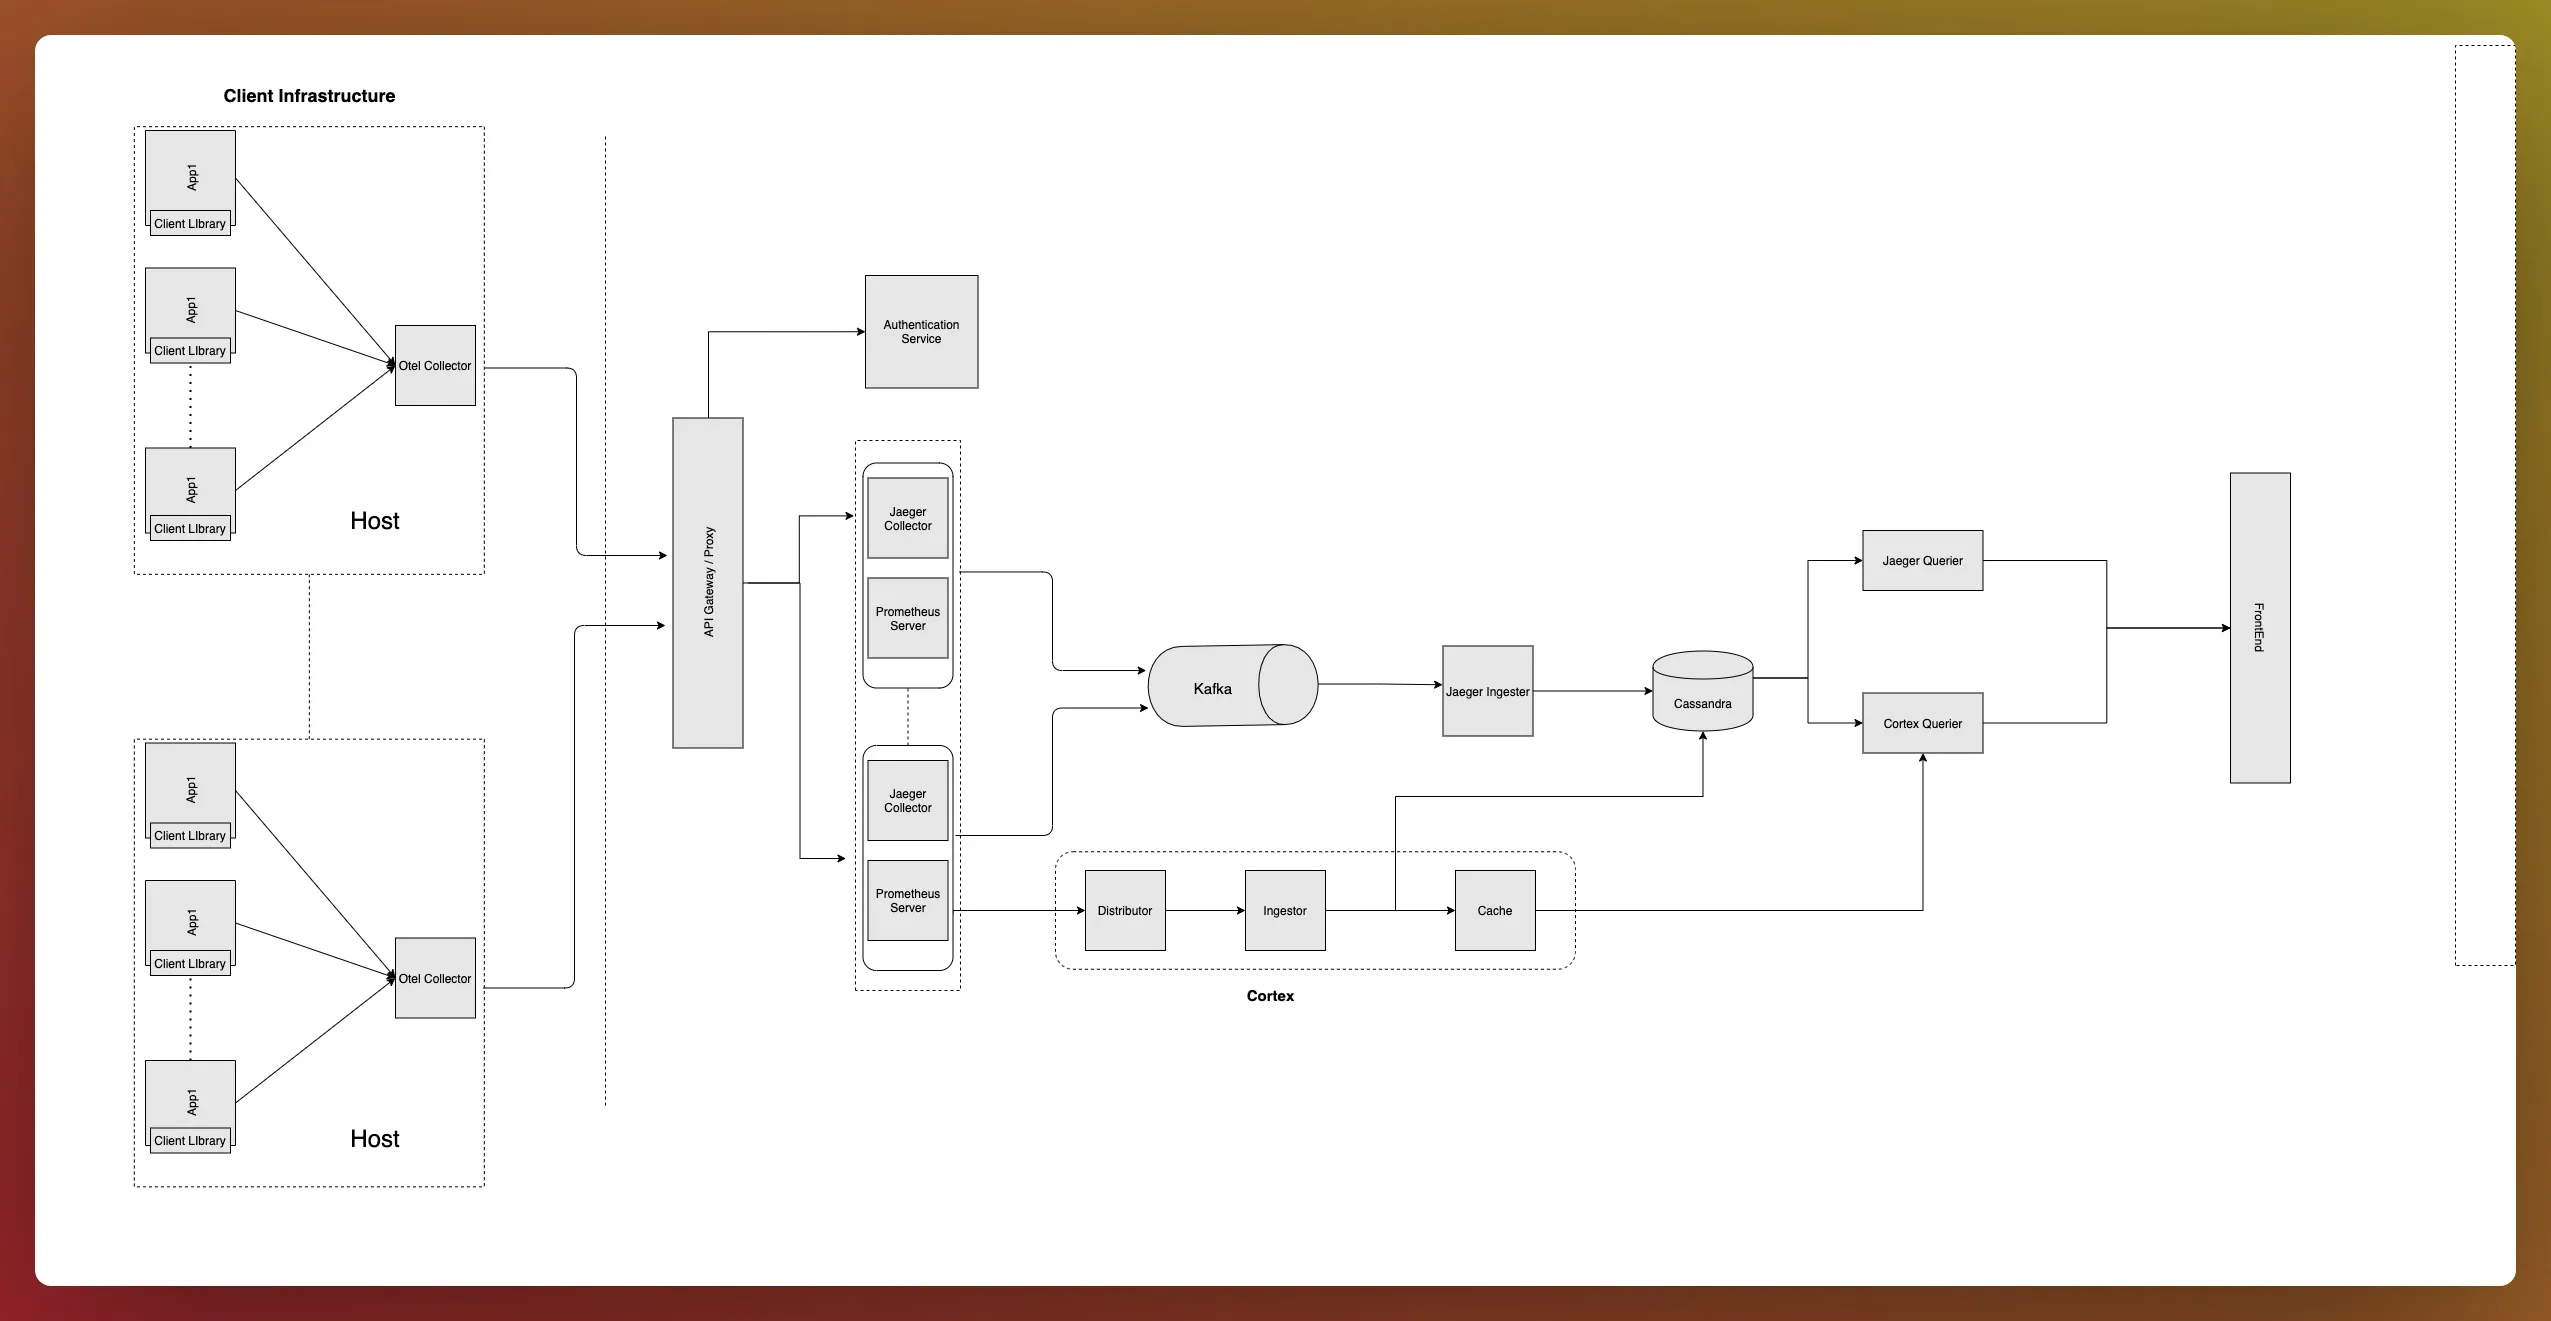 Client Infrastructure
App1
Client LIbrary
App1
Client LIbrary
App1
Client LIbrary
Otel Collector
Host
App1
Client LIbrary
App1
Client LIbrary
App1
Client LIbrary
Otel Collector
Host
API Gateway / Proxy
Authentication
Service
Jaeger
Collector
Prometheus
Server
Jaeger
Collector
Prometheus
Server
Kafka
Jaeger Ingester
Cassandra
Distributor
Ingestor
Cache
Cortex
Jaeger Querier
Cortex Querier
FrontEnd